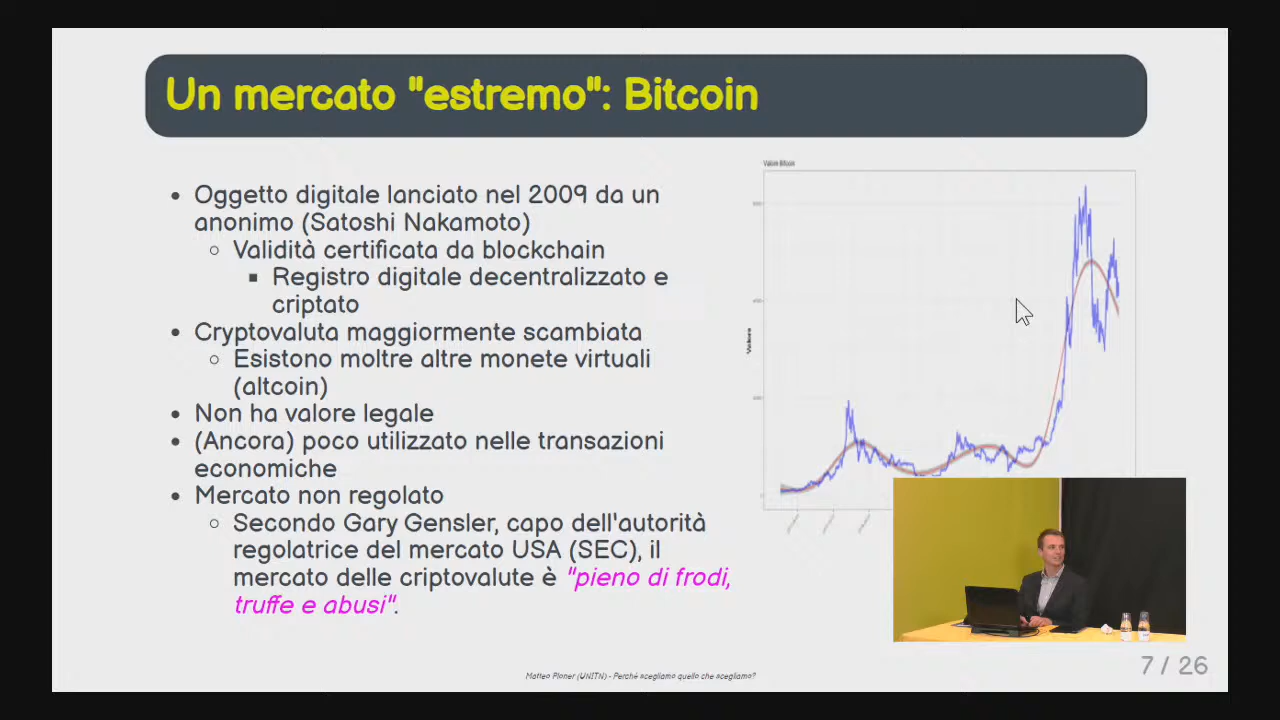 Un mercato "estremo": Bitcoin
Valore Bitcoin
• Oggetto digitale lanciato nel 2009 da un
anonimo (Satoshi Nakamoto)
○ Validità certificata da blockchain
▪ Registro digitale decentralizzato e
criptato
• Cryptovaluta maggiormente scambiata
○ Esistono moltre altre monete virtuali
(altcoin)
• Non ha valore legale
• (Ancora) poco utilizzato nelle transazioni
economiche
• Mercato non regolato
○ Secondo Gary Gensler, capo dell'autorità
regolatrice del mercato USA (SEC), il
mercato delle criptovalute è "pieno di frodi,
truffe e abusi".
Matteo Ploner (UNITN) - Perché scegliamo quello che scegliamo?
7 / 26